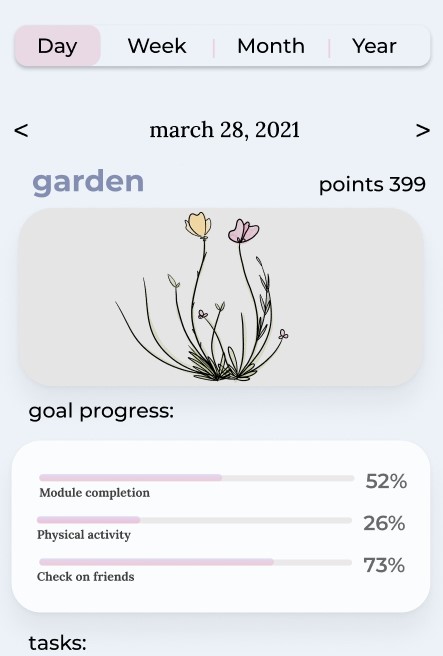 Day Week | Month | Year
< march 28, 2021 >
garden points 399
goal progress:
52%
Module completion
26%
Physical activity
73%
Check on friends
tasks: